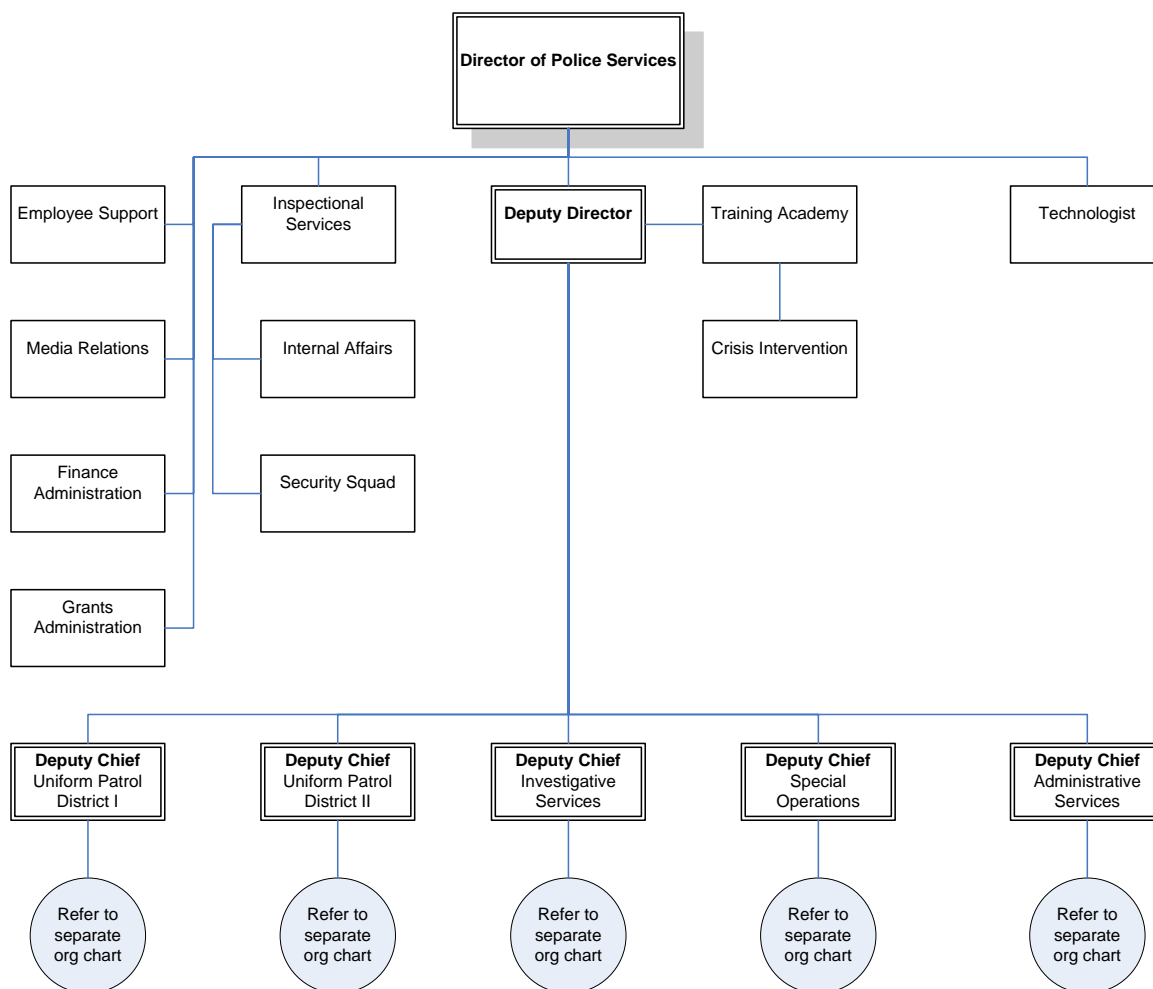 Director of Police Services
Employee Support
Inspectional
Services
Deputy Director
Training Academy
Technologist
Media Relations
Internal Affairs
Crisis Intervention
Finance
Administration
Security Squad
Grants
Administration
Deputy Chief
Uniform Patrol
District I
Deputy Chief
Uniform Patrol
District II
Deputy Chief
Investigative
Services
Deputy Chief
Special
Operations
Deputy Chief
Administrative
Services
Refer to
separate
org chart
Refer to
separate
org chart
Refer to
separate
org chart
Refer to
separate
org chart
Refer to
separate
org chart